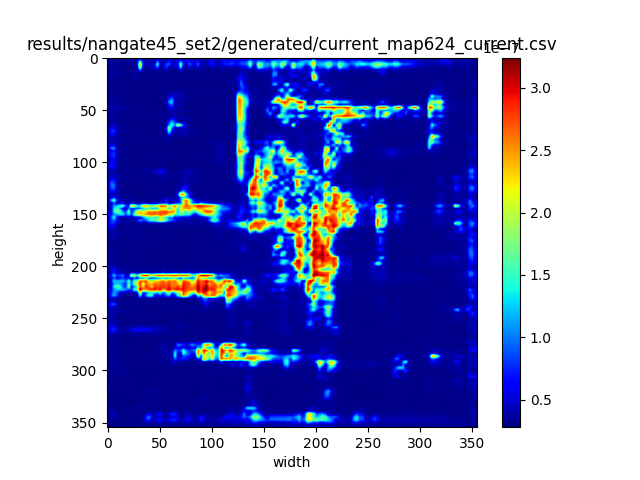 results/nangate45_set2/generated/current_map624_current.csv
1e−7
0
50
100
150
200
250
300
350
height
0 50 100 150 200 250 300 350
width
3.0
2.5
2.0
1.5
1.0
0.5